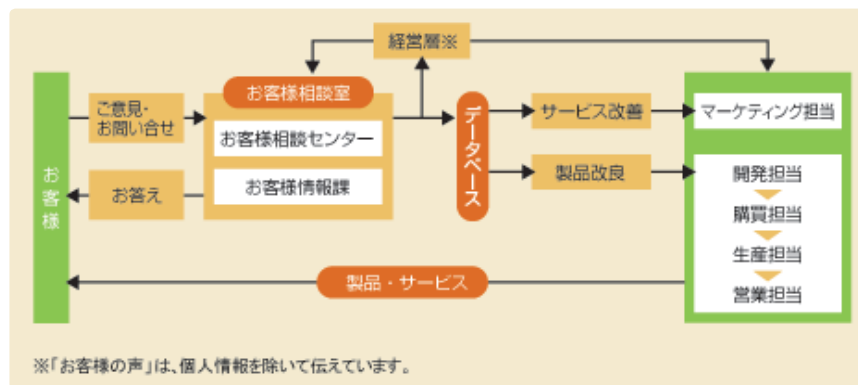 経営層※
お客様
ご意見・
お問い合せ
お答え
お客様相談室
お客様相談センター
お客様情報課
データベース
サービス改善
製品改良
マーケティング担当
開発担当
購買担当
生産担当
営業担当
製品・サービス
※「お客様の声」は、個人情報を除いて伝えています。